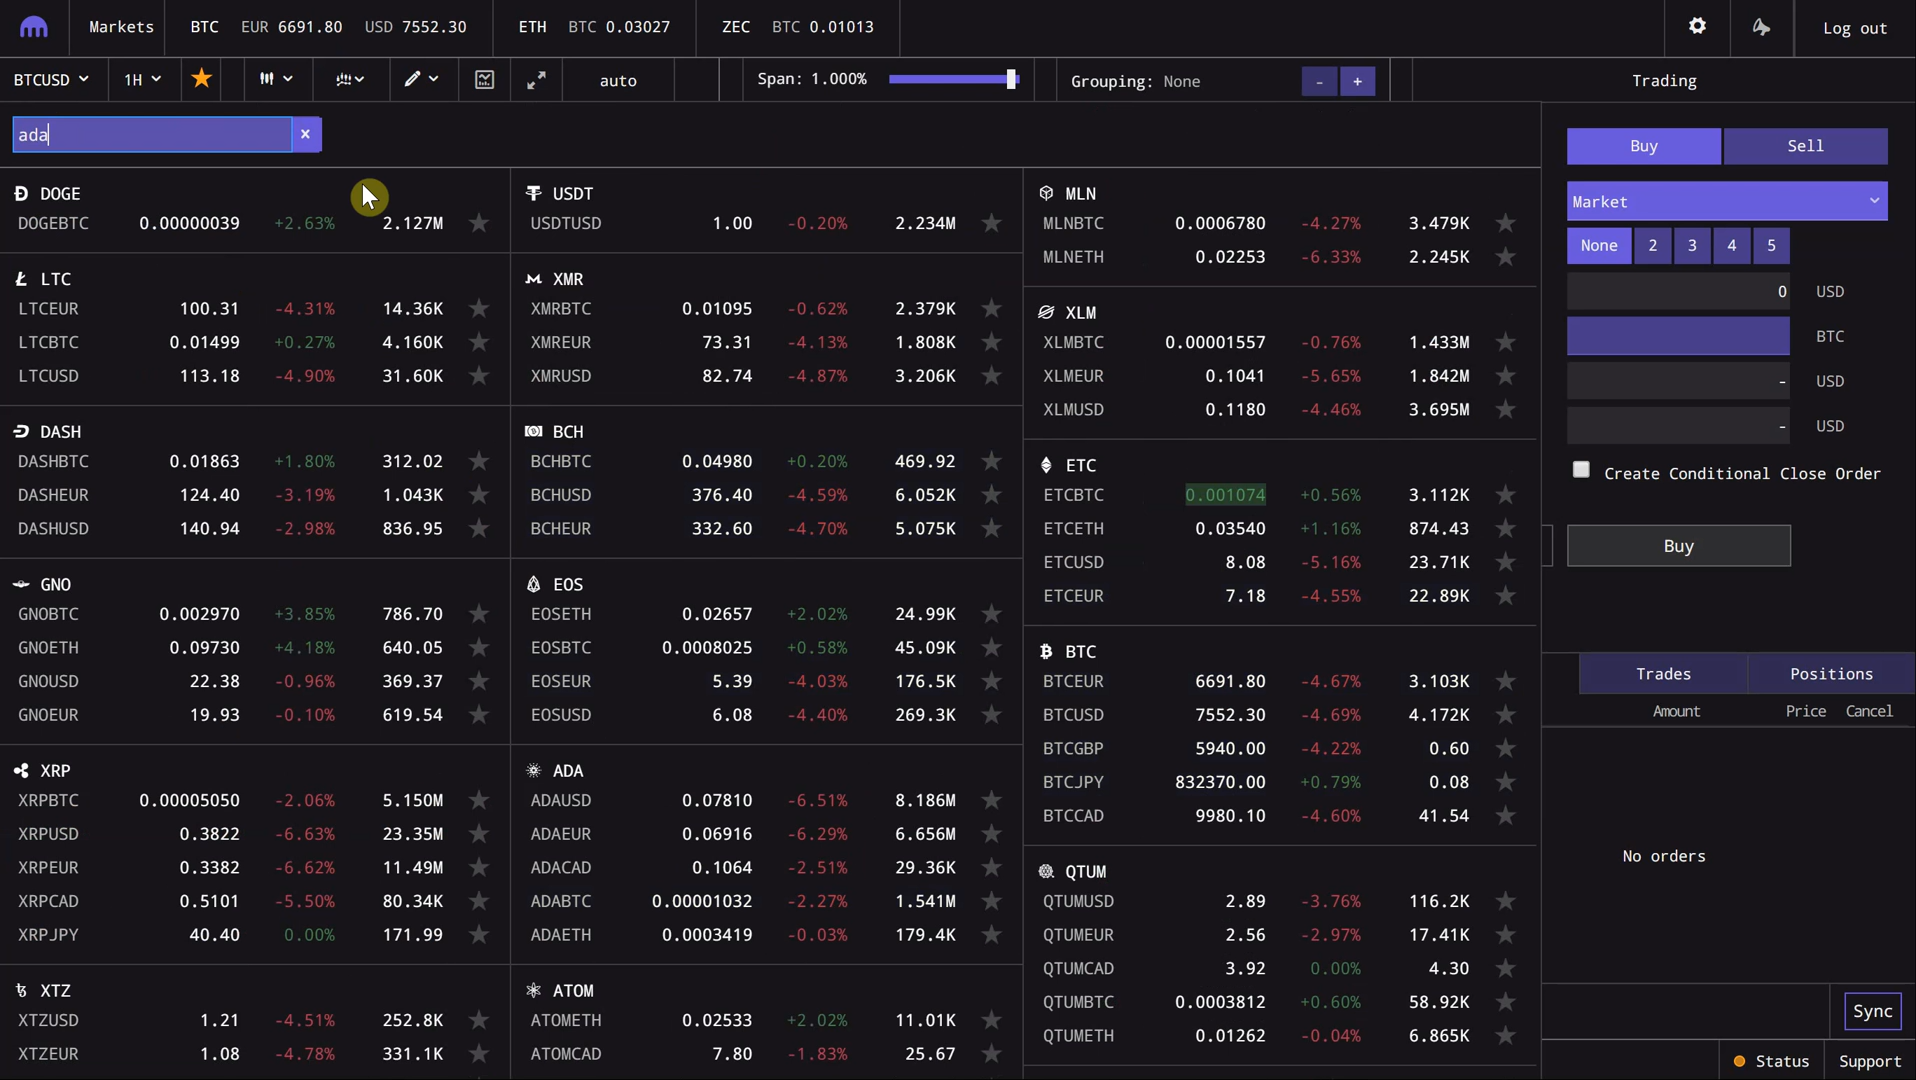 Markets BTC EUR 6691.80 USD 7552.30 ETH BTC 0.03027 ZEC BTC 0.01013 Log out
BTCUSD 1H auto Span: 1.000% Grouping: None - + Trading
ada x
DOGE
DOGEBTC 0.00000039 +2.63% 2.127M
LTC
LTCEUR 100.31 -4.31% 14.36K
LTCBTC 0.01499 +0.27% 4.160K
LTCUSD 113.18 -4.90% 31.60K
DASH
DASHBTC 0.01863 +1.80% 312.02
DASHEUR 124.40 -3.19% 1.043K
DASHUSD 140.94 -2.98% 836.95
GNO
GNOBTC 0.002970 +3.85% 786.70
GNOETH 0.09730 +4.18% 640.05
GNOUSD 22.38 -0.96% 369.37
GNOEUR 19.93 -0.10% 619.54
XRP
XRPBTC 0.00005050 -2.06% 5.150M
XRPUSD 0.3822 -6.63% 23.35M
XRPEUR 0.3382 -6.62% 11.49M
XRPCAD 0.5101 -5.50% 80.34K
XRPJPY 40.40 0.00% 171.99
XTZ
XTZUSD 1.21 -4.51% 252.8K
XTZEUR 1.08 -4.78% 331.1K
USDT
USDTUSD 1.00 -0.20% 2.234M
XMR
XMRBTC 0.01095 -0.62% 2.379K
XMREUR 73.31 -4.13% 1.808K
XMRUSD 82.74 -4.87% 3.206K
BCH
BCHBTC 0.04980 +0.20% 469.92
BCHUSD 376.40 -4.59% 6.052K
BCHEUR 332.60 -4.70% 5.075K
EOS
EOSETH 0.02657 +2.02% 24.99K
EOSBTC 0.0008025 +0.58% 45.09K
EOSEUR 5.39 -4.03% 176.5K
EOSUSD 6.08 -4.40% 269.3K
ADA
ADAUSD 0.07810 -6.51% 8.186M
ADAEUR 0.06916 -6.29% 6.656M
ADACAD 0.1064 -2.51% 29.36K
ADABTC 0.00001032 -2.27% 1.541M
ADAETH 0.0003419 -0.03% 179.4K
ATOM
ATOMETH 0.02533 +2.02% 11.01K
ATOMCAD 7.80 -1.83% 25.67
MLN
MLNBTC 0.0006780 -4.27% 3.479K
MLNETH 0.02253 -6.33% 2.245K
XLM
XLMBTC 0.00001557 -0.76% 1.433M
XLMEUR 0.1041 -5.65% 1.842M
XLMUSD 0.1180 -4.46% 3.695M
ETC
ETCBTC 0.001074 +0.56% 3.112K
ETCETH 0.03540 +1.16% 874.43
ETCUSD 8.08 -5.16% 23.71K
ETCEUR 7.18 -4.55% 22.89K
BTC
BTCEUR 6691.80 -4.67% 3.103K
BTCUSD 7552.30 -4.69% 4.172K
BTCGBP 5940.00 -4.22% 0.60
BTCJPY 832370.00 +0.79% 0.08
BTCCAD 9980.10 -4.60% 41.54
QTUM
QTUMUSD 2.89 -3.76% 116.2K
QTUMEUR 2.56 -2.97% 17.41K
QTUMCAD 3.92 0.00% 4.30
QTUMBTC 0.0003812 +0.60% 58.92K
QTUMETH 0.01262 -0.04% 6.865K
Buy Sell
Market
None 2 3 4 5
0 USD
BTC
- USD
- USD
Create Conditional Close Order
Buy
Trades Positions
Amount Price Cancel
No orders
Sync
Status Support